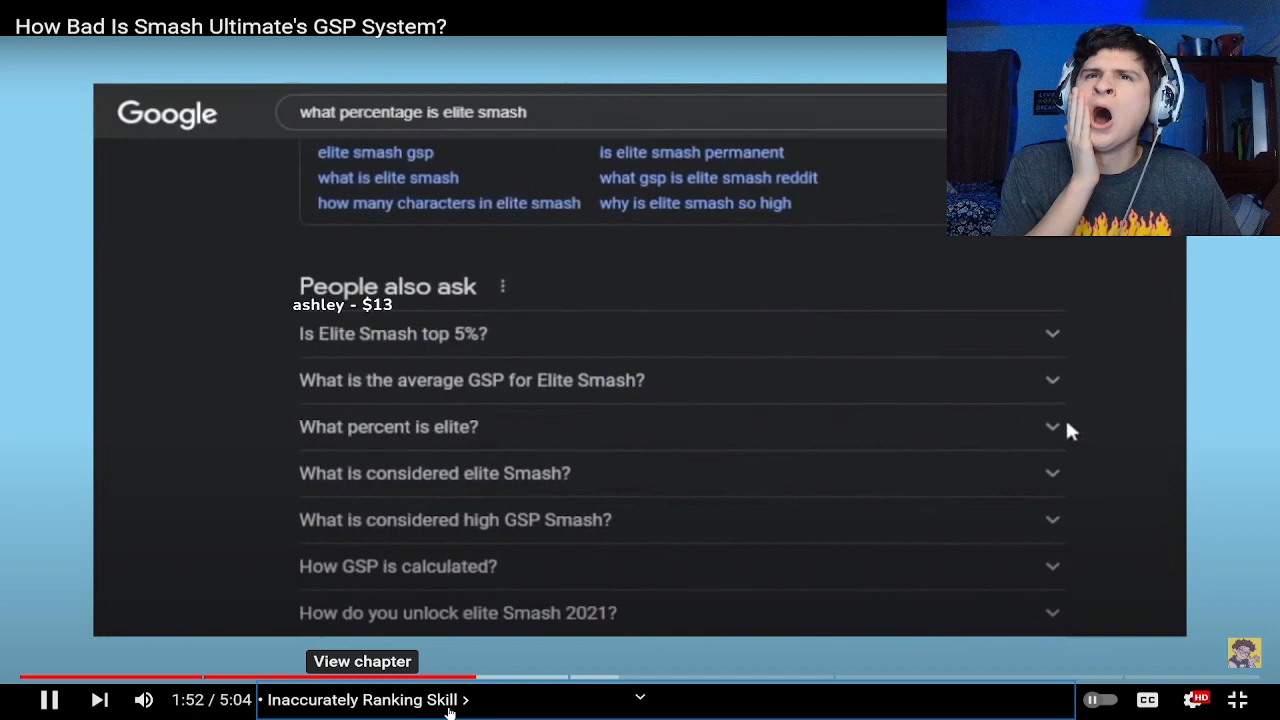 How Bad Is Smash Ultimate's GSP System?
Google
what percentage is elite smash
elite smash gsp
is elite smash permanent
what is elite smash
what gsp is elite smash reddit
how many characters in elite smash
why is elite smash so high
LIVE
People also ask
ashley - $13
Is Elite Smash top 5%?
What is the average GSP for Elite Smash?
What percent is elite?
What is considered elite Smash?
What is considered high GSP Smash?
How GSP is calculated?
How do you unlock elite Smash 2021?
View chapter
1:52 / 5:04
• Inaccurately Ranking Skill
CC
HD